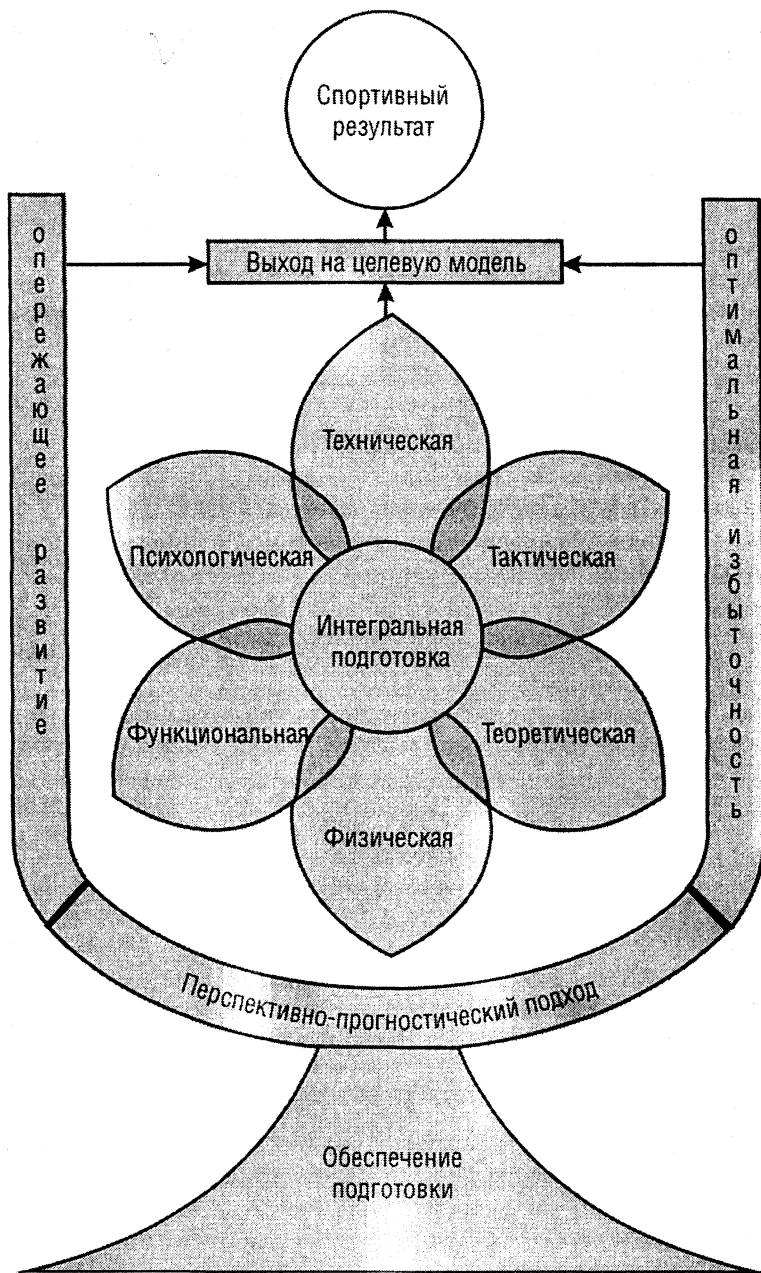 Спортивный
результат
Выход на целевую модель
опережающее развитие
оптимальная избыточность
Техническая
Психологическая
Тактическая
Интегральная
подготовка
Функциональная
Теоретическая
Физическая
Перспективно-прогностический подход
Обеспечение
подготовки